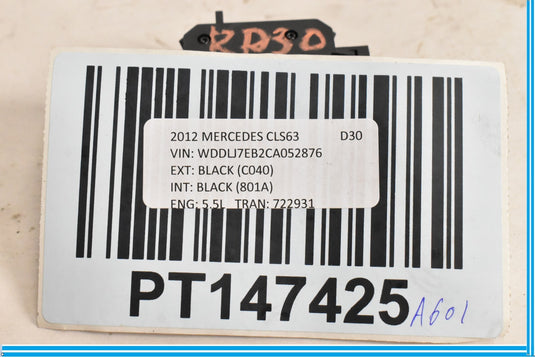 RD30
2012 MERCEDES CLS63 D30
VIN: WDDLJ7EB2CA052876
EXT: BLACK (C040)
INT: BLACK (801A)
ENG: 5.5L TRAN: 722931
PT147425 A601